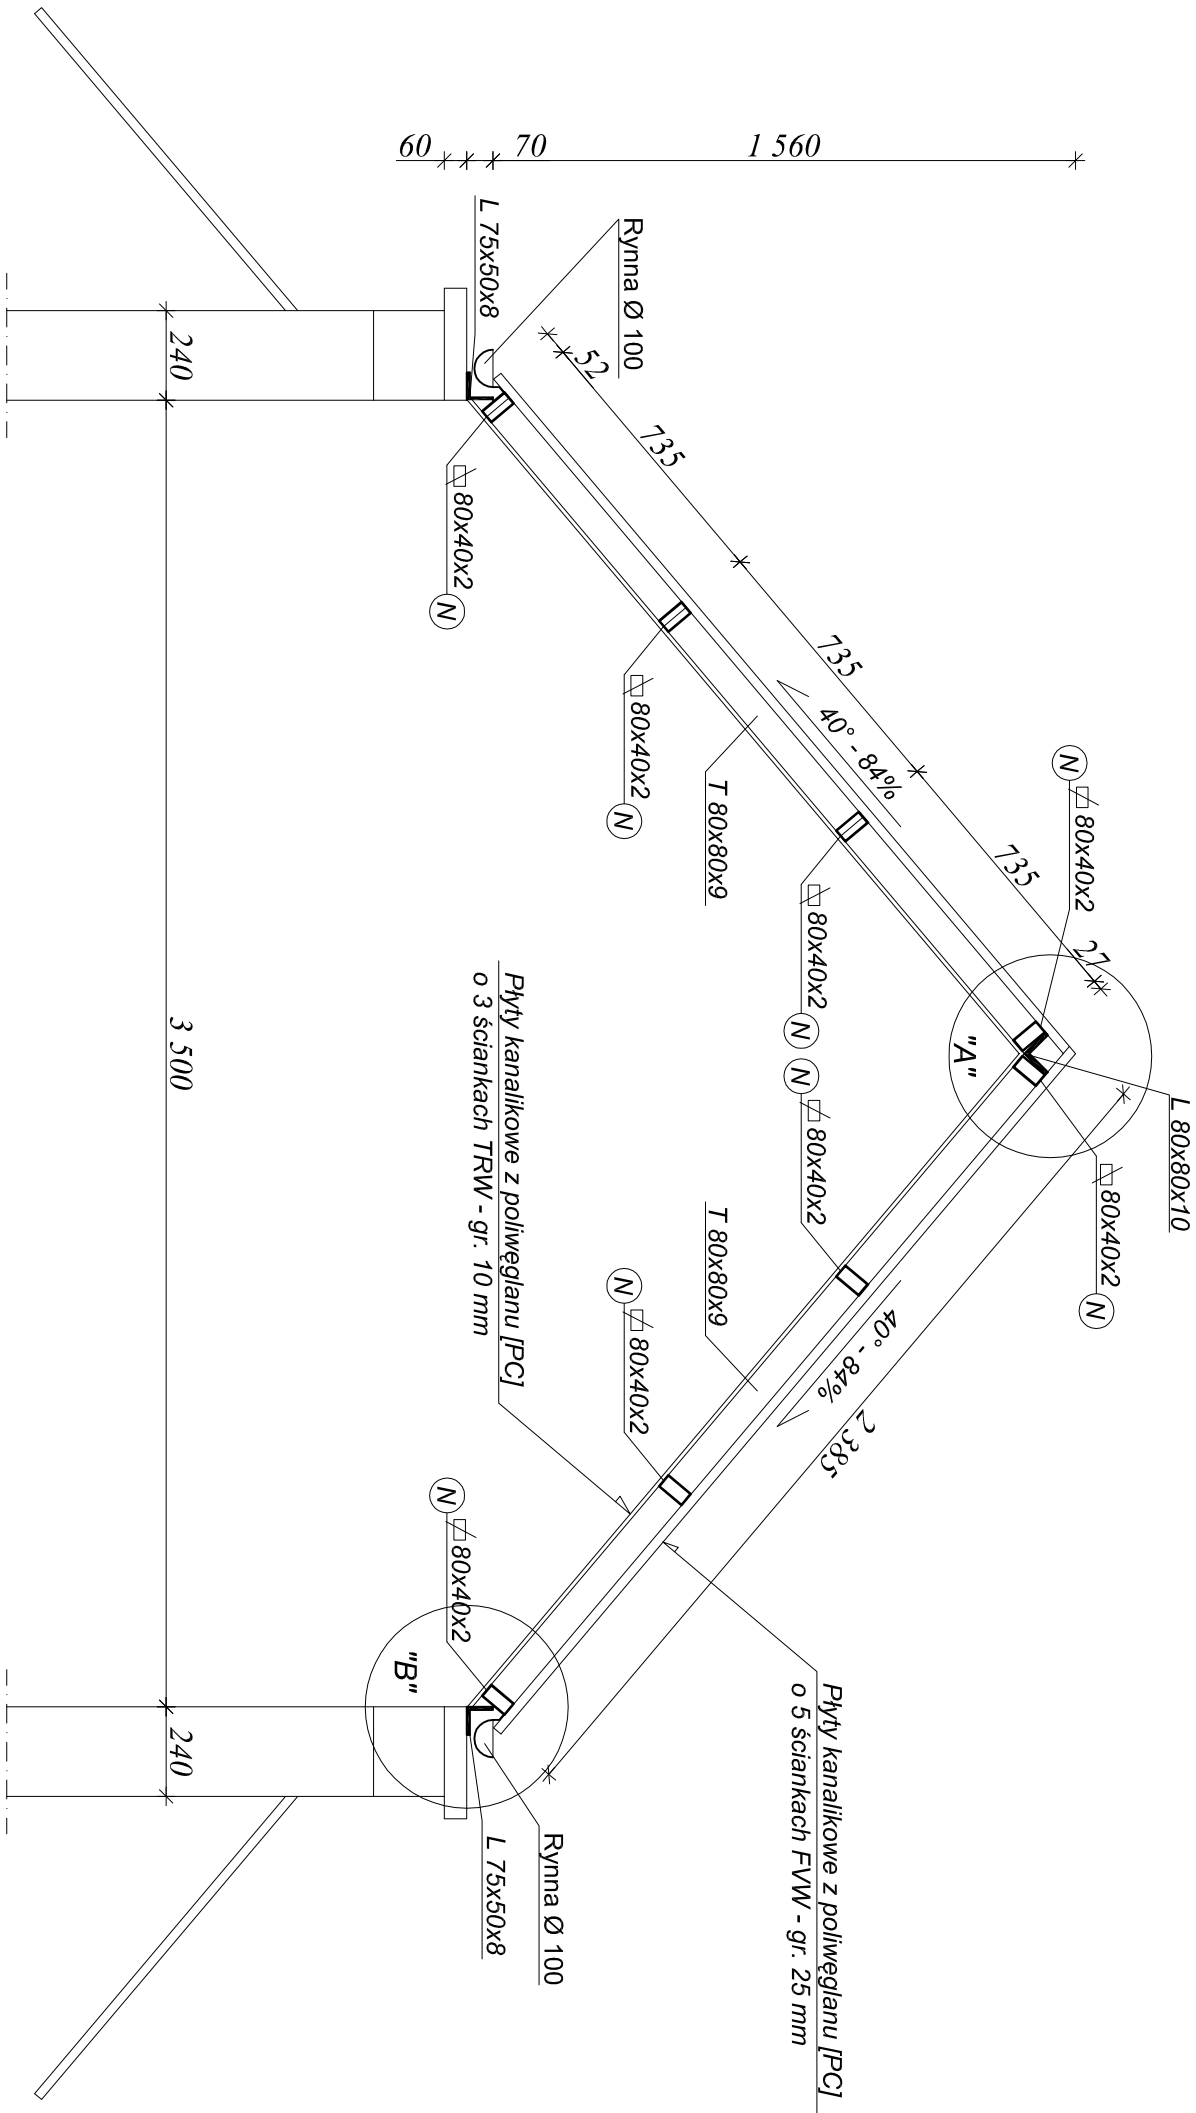 60
70
1 560
L 75x50x8
Rynna Ø 100
52
735
735
735
27
80x40x2
N
80x40x2
N
T 80x80x9
40° - 84%
80x40x2
N
N
80x40x2
"A"
L 80x80x10
80x40x2
N
N
80x40x2
T 80x80x9
N
80x40x2
40° - 84%
2 385
Płyty kanalikowe z poliwęglanu [PC]
o 3 ściankach TRW - gr. 10 mm
N
80x40x2
"B"
Płyty kanalikowe z poliwęglanu [PC]
o 5 ściankach FVW - gr. 25 mm
Rynna Ø 100
L 75x50x8
240
3 500
240